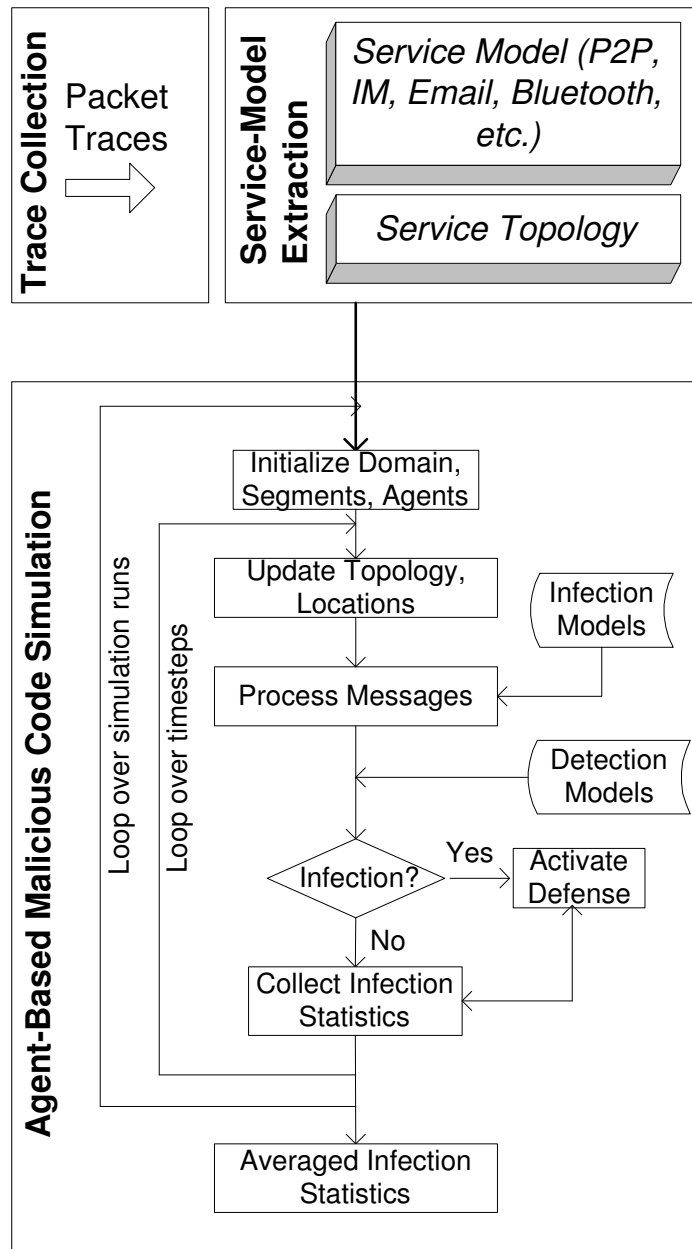 Trace Collection
Packet
Traces
Service-Model
Extraction
Service Model (P2P,
IM, Email, Bluetooth,
etc.)
Service Topology
Agent-Based Malicious Code Simulation
Loop over simulation runs
Loop over timesteps
Initialize Domain,
Segments, Agents
Update Topology,
Locations
Infection
Models
Process Messages
Detection
Models
Infection?
Yes
Activate
Defense
No
Collect Infection
Statistics
Averaged Infection
Statistics